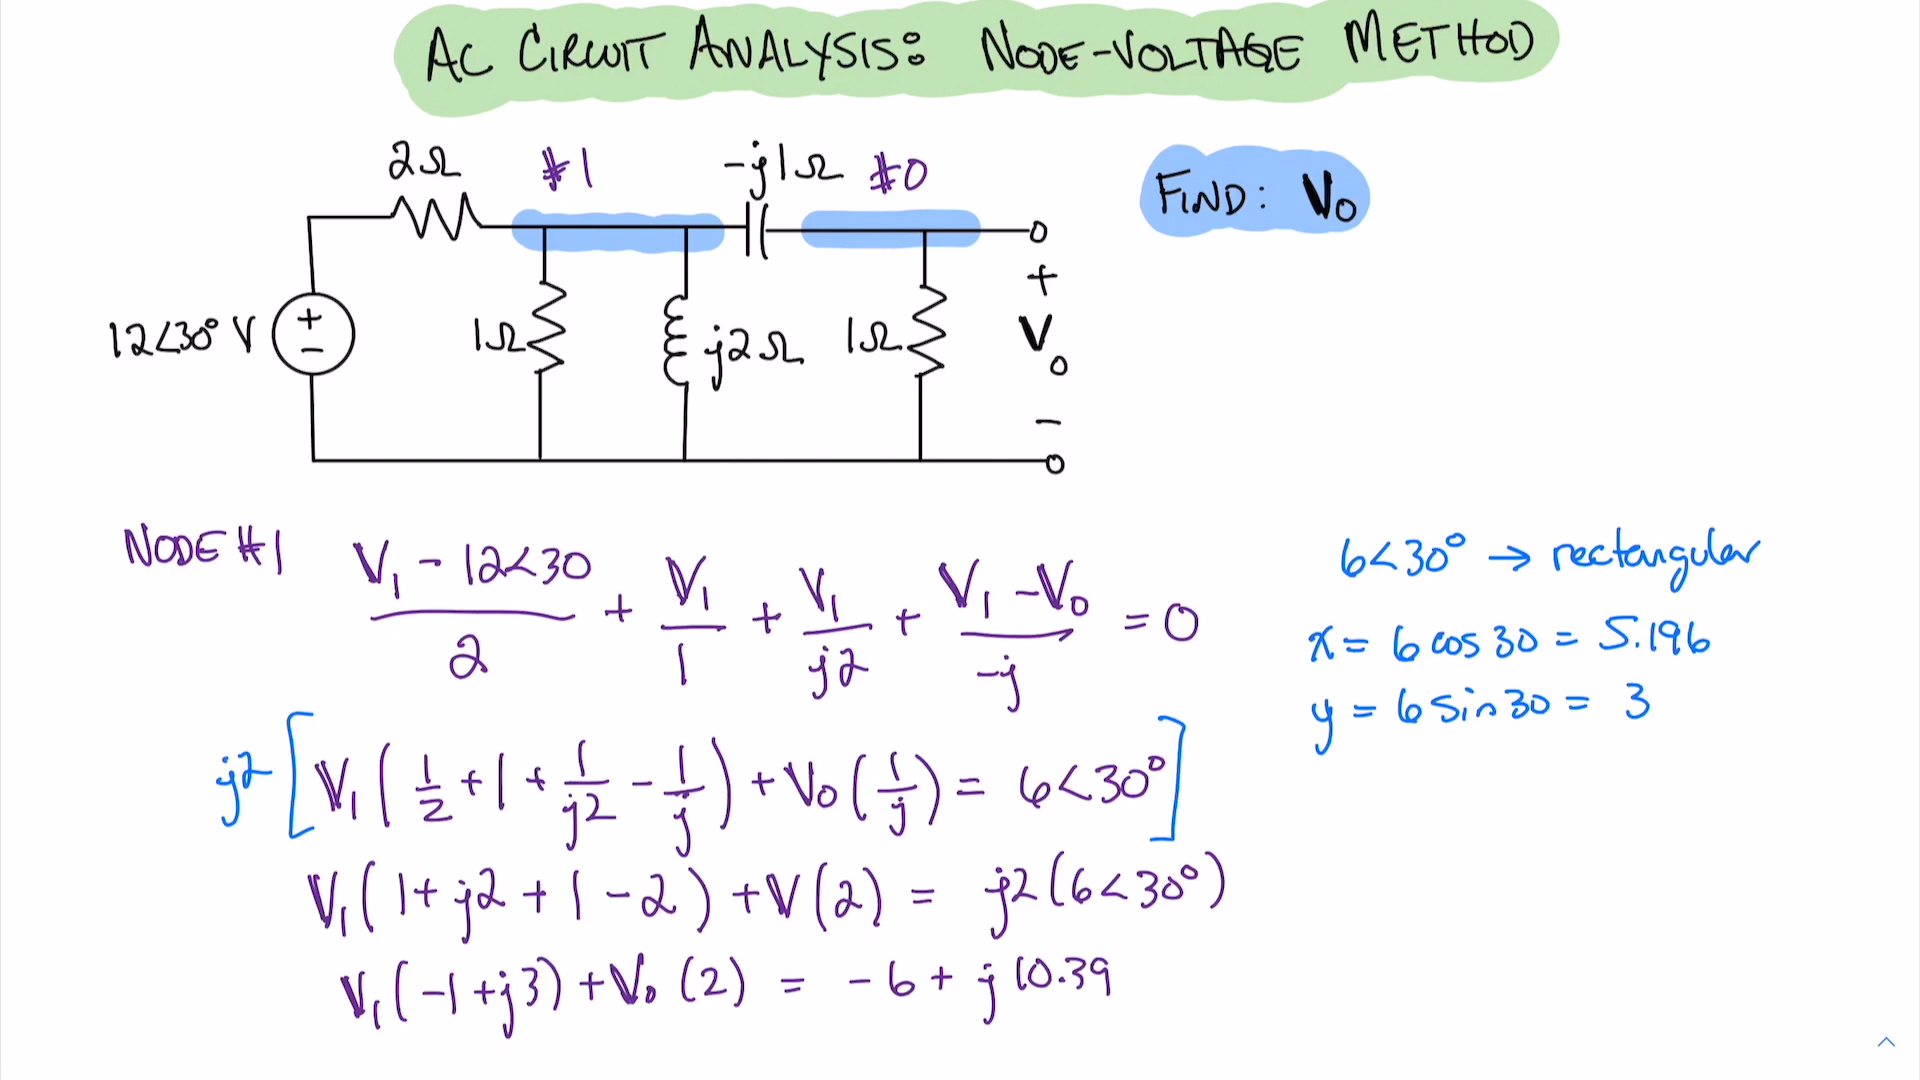 AC CIRCUIT ANALYSIS: NODE-VOLTAGE METHOD
2Ω #1 -j1Ω #0
FIND: V₀
12<30° V + − 1Ω j2Ω 1Ω + V₀ −
NODE #1 (V₁ - 12<30)/2 + V₁/1 + V₁/j2 + (V₁ - V₀)/-j = 0
j2 [V₁(1/2 + 1 + 1/j2 - 1/j) + V₀(1/j) = 6<30°]
V₁(1 + j2 + 1 - 2) + V(2) = j2(6<30°)
V₁(-1 + j3) + V₀(2) = -6 + j10.39
6<30° → rectangular
x = 6 cos 30 = 5.196
y = 6 sin 30 = 3